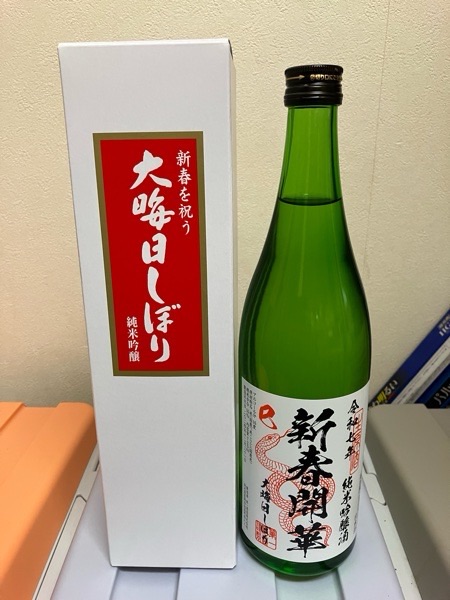 新春を祝う
大晦日しぼり
純米吟醸
令和七年
純米吟醸酒
新春開華
巳
大晦日しぼり